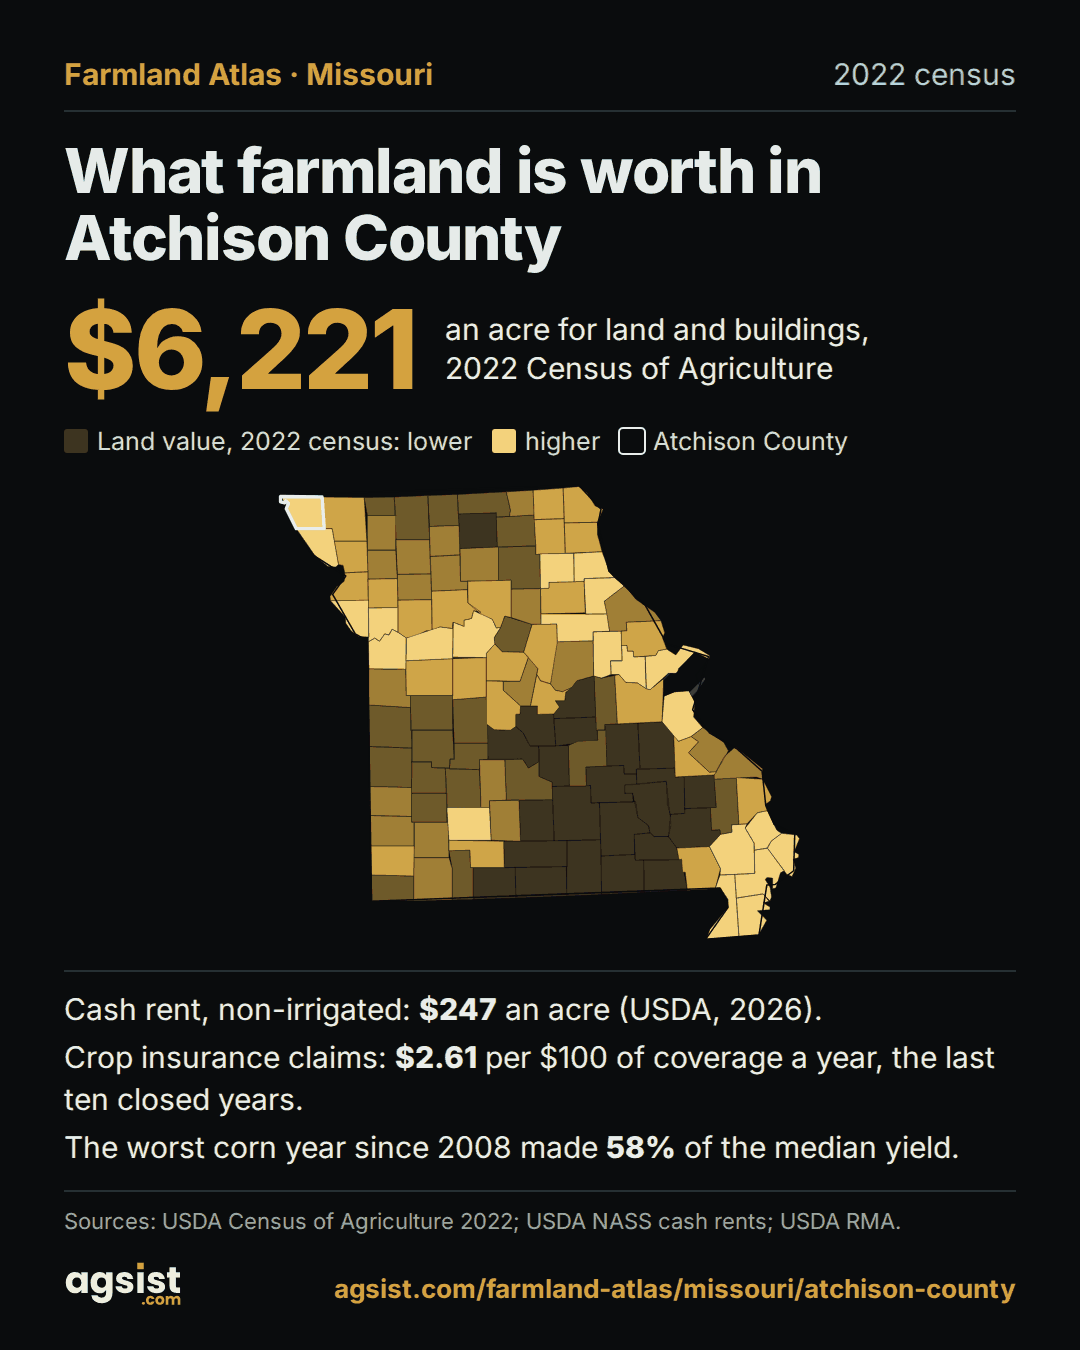 Farmland Atlas · Missouri
2022 census
What farmland is worth in
Atchison County
$6,221
an acre for land and buildings,
2022 Census of Agriculture
Land value, 2022 census: lower
higher
Atchison County
Cash rent, non-irrigated: $247 an acre (USDA, 2026).
Crop insurance claims: $2.61 per $100 of coverage a year, the last
ten closed years.
The worst corn year since 2008 made 58% of the median yield.
Sources: USDA Census of Agriculture 2022; USDA NASS cash rents; USDA RMA.
agsist
.com
agsist.com/farmland-atlas/missouri/atchison-county